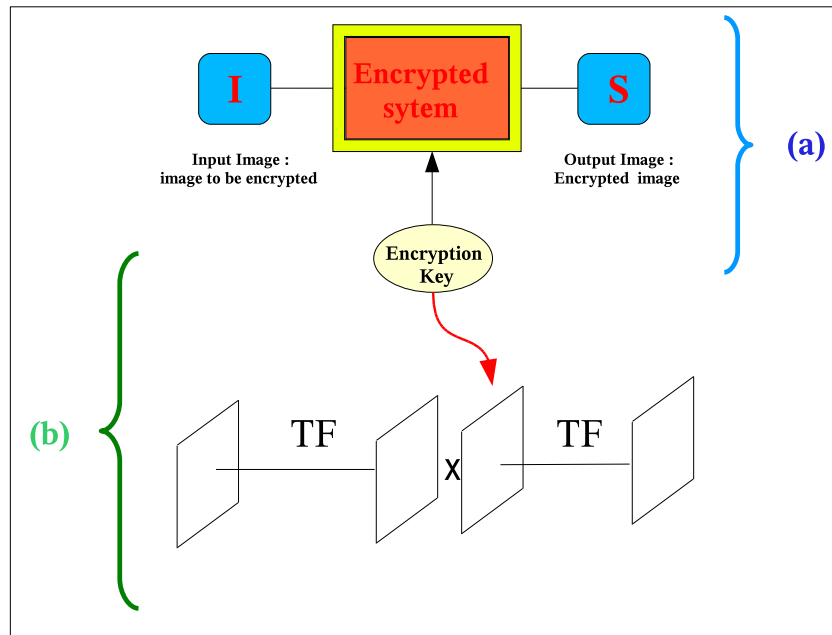 I
Encrypted
sytem
S
(a)
Input Image :
image to be encrypted
Output Image :
Encrypted image
Encryption
Key
(b)
TF
X
TF